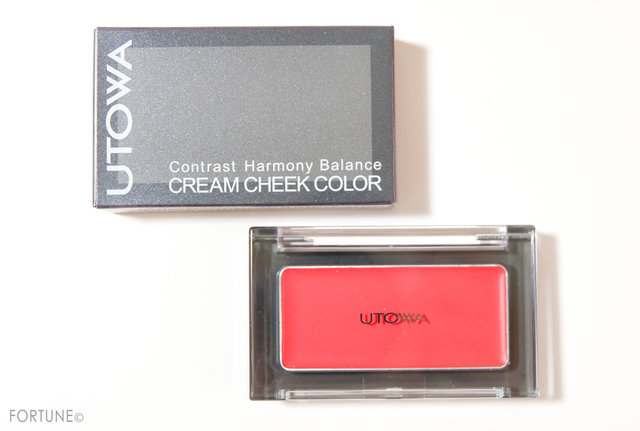 UTOWA
Contrast Harmony Balance
CREAM CHEEK COLOR
UTOWA
FORTUNE©